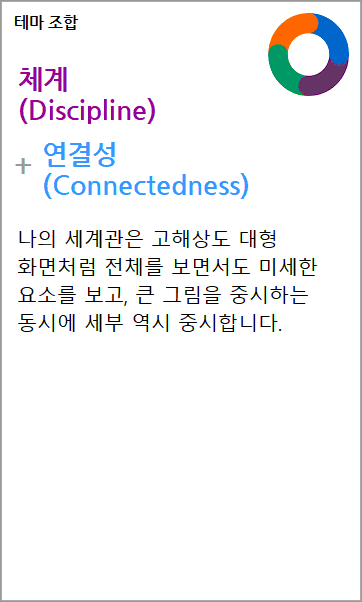 테마 조합
체계
(Discipline)
+ 연결성
(Connectedness)
나의 세계관은 고해상도 대형
화면처럼 전체를 보면서도 미세한
요소를 보고, 큰 그림을 중시하는
동시에 세부 역시 중시합니다.